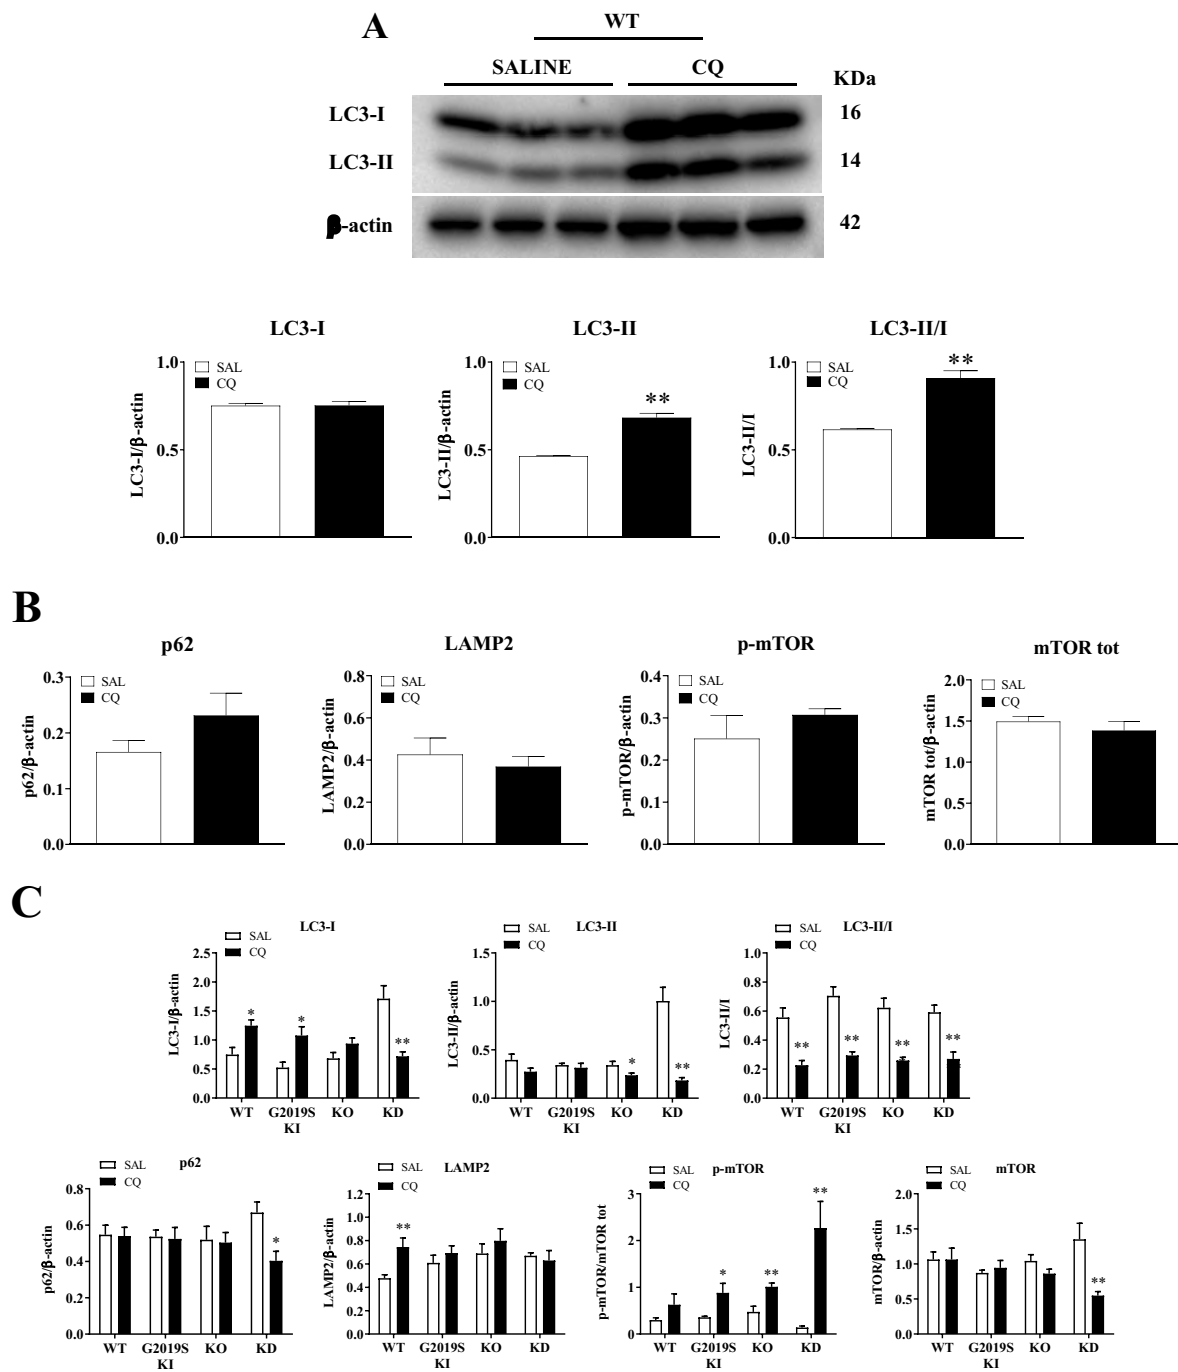 A
WT
SALINE CQ KDa
LC3-I 16
LC3-II 14
β-actin 42
LC3-I
SAL
CQ
LC3-I/β-actin
1.0
0.5
0.0
LC3-II
SAL
CQ
**
LC3-II/β-actin
1.0
0.5
0.0
LC3-II/I
SAL
CQ
**
LC3-II/I
1.0
0.5
0.0
B
p62
SAL
CQ
p62/β-actin
0.3
0.2
0.1
0.0
LAMP2
SAL
CQ
LAMP2/β-actin
0.8
0.6
0.4
0.2
0.0
p-mTOR
SAL
CQ
p-mTOR/β-actin
0.4
0.3
0.2
0.1
0.0
mTOR tot
SAL
CQ
mTOR tot/β-actin
2.0
1.5
1.0
0.5
0.0
C
LC3-I
SAL
CQ
LC3-I/β-actin
2.5
2.0
1.5
1.0
0.5
0.0
* * **
WT G2019S KO KD
KI
LC3-II
SAL
CQ
LC3-II/β-actin
1.5
1.0
0.5
0.0
* **
WT G2019S KO KD
KI
LC3-II/I
SAL
CQ
LC3-II/I
1.0
0.8
0.6
0.4
0.2
0.0
** ** ** **
WT G2019S KO KD
KI
p62
SAL
CQ
p62/β-actin
0.8
0.6
0.4
0.2
0.0
*
WT G2019S KO KD
KI
LAMP2
SAL
CQ
LAMP2/β-actin
1.2
1.0
0.8
0.6
0.4
0.2
0.0
**
WT G2019S KO KD
KI
p-mTOR
SAL
CQ
p-mTOR/mTOR tot
3
2
1
0
* ** **
WT G2019S KO KD
KI
mTOR
SAL
CQ
mTOR/β-actin
2.0
1.5
1.0
0.5
0.0
**
WT G2019S KO KD
KI